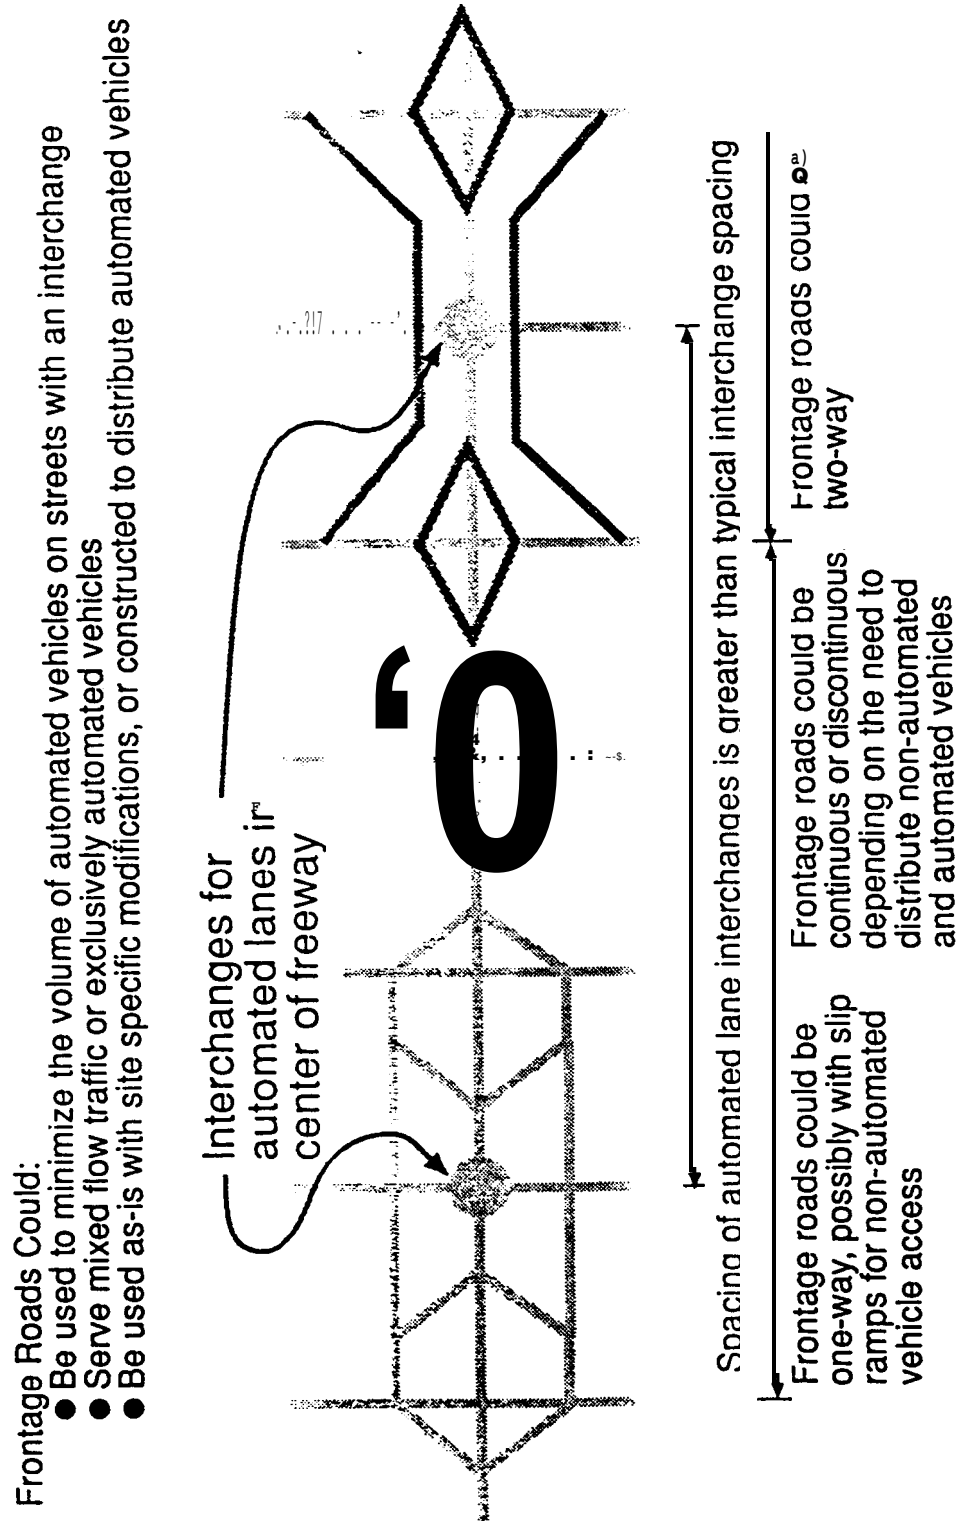 Frontage Roads Could:
● Be used to minimize the volume of automated vehicles on streets with an interchange
● Serve mixed flow traffic or exclusively automated vehicles
● Be used as-is with site specific modifications, or constructed to distribute automated vehicles
Interchanges for
automated lanes in
center of freeway
‘0
Spacing of automated lane interchanges is greater than typical interchange spacing
Frontage roads could be
one-way, possibly with slip
ramps for non-automated
vehicle access
Frontage roads could be
continuous or discontinuous
depending on the need to
distribute non-automated
and automated vehicles
Frontage roads could
two-way